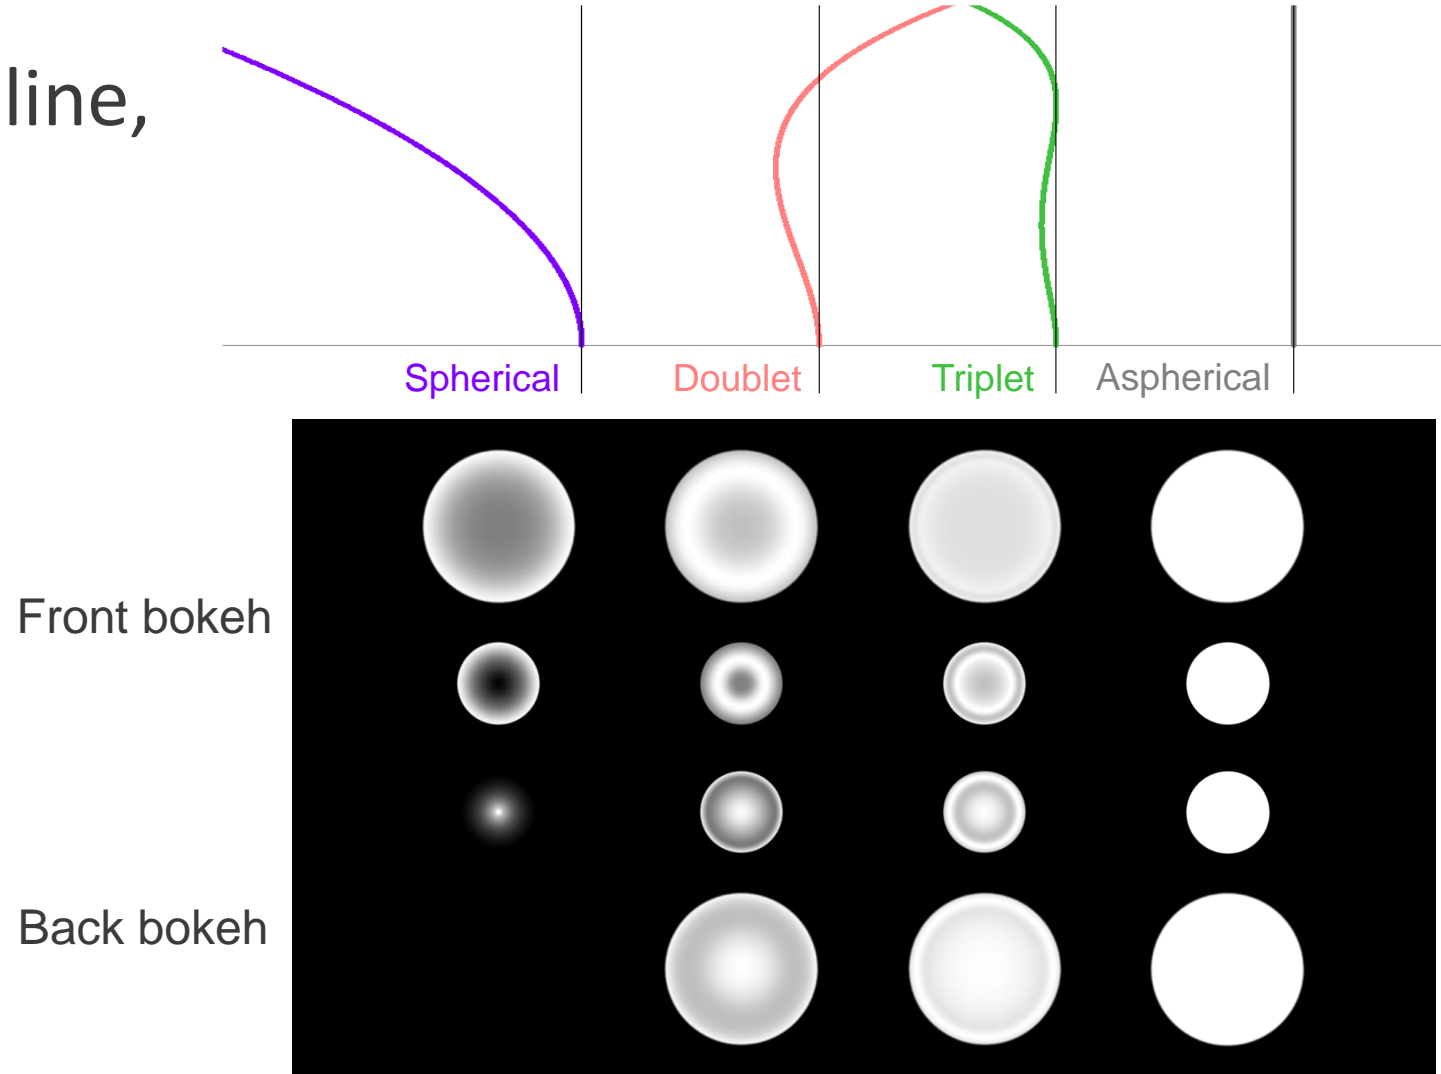 line,
Spherical Doublet Triplet Aspherical
Front bokeh
Back bokeh